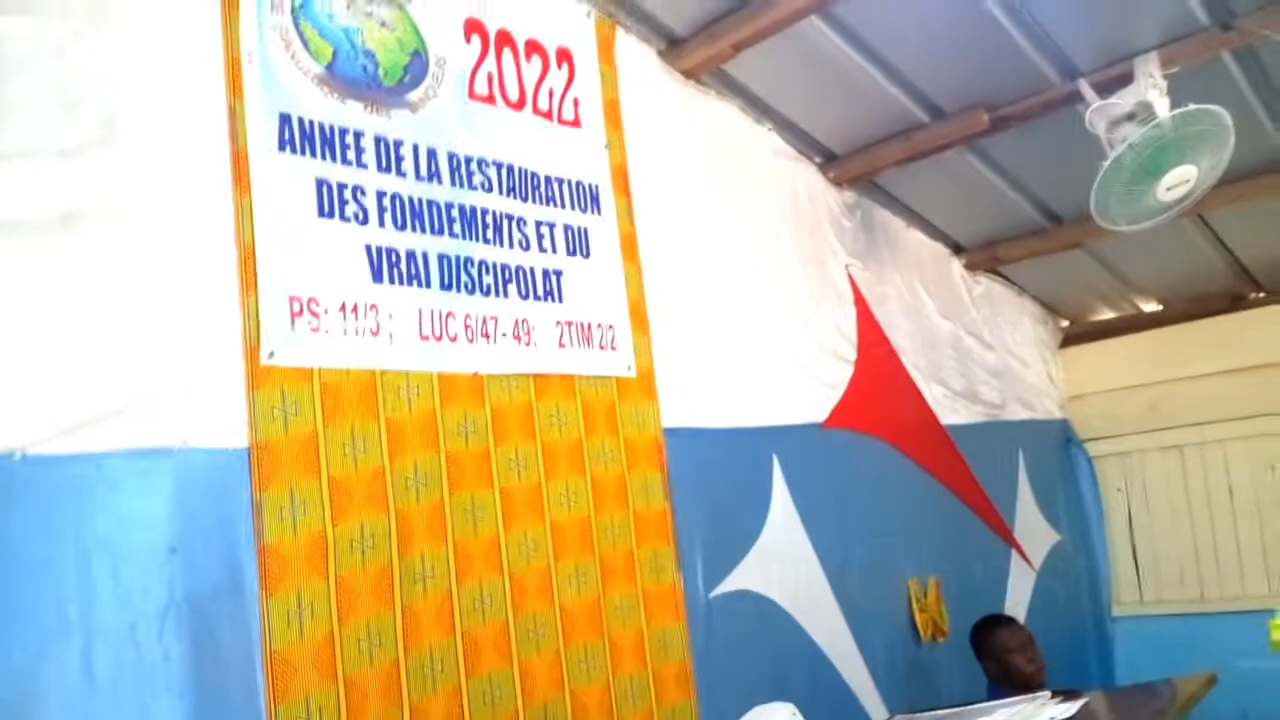 2022
ANNEE DE LA RESTAURATION
DES FONDEMENTS ET DU
VRAI DISCIPOLAT
PS: 11/3 ; LUC 6/47- 49; 2TIM 2/2